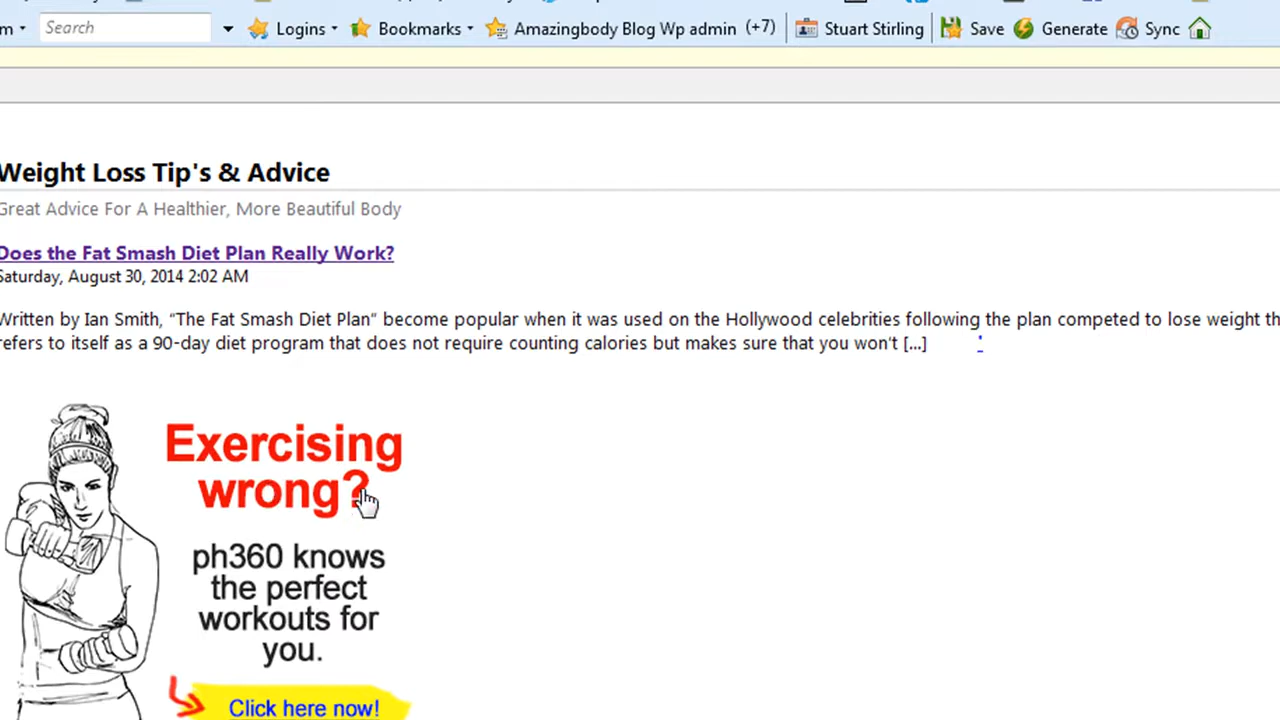 m Search Logins Bookmarks Amazingbody Blog Wp admin (+7) Stuart Stirling Save Generate Sync
Weight Loss Tip's & Advice
Great Advice For A Healthier, More Beautiful Body
Does the Fat Smash Diet Plan Really Work?
Saturday, August 30, 2014 2:02 AM
Written by Ian Smith, “The Fat Smash Diet Plan” become popular when it was used on the Hollywood celebrities following the plan competed to lose weight th
refers to itself as a 90-day diet program that does not require counting calories but makes sure that you won't [...]
Exercising
wrong?
ph360 knows
the perfect
workouts for
you.
Click here now!